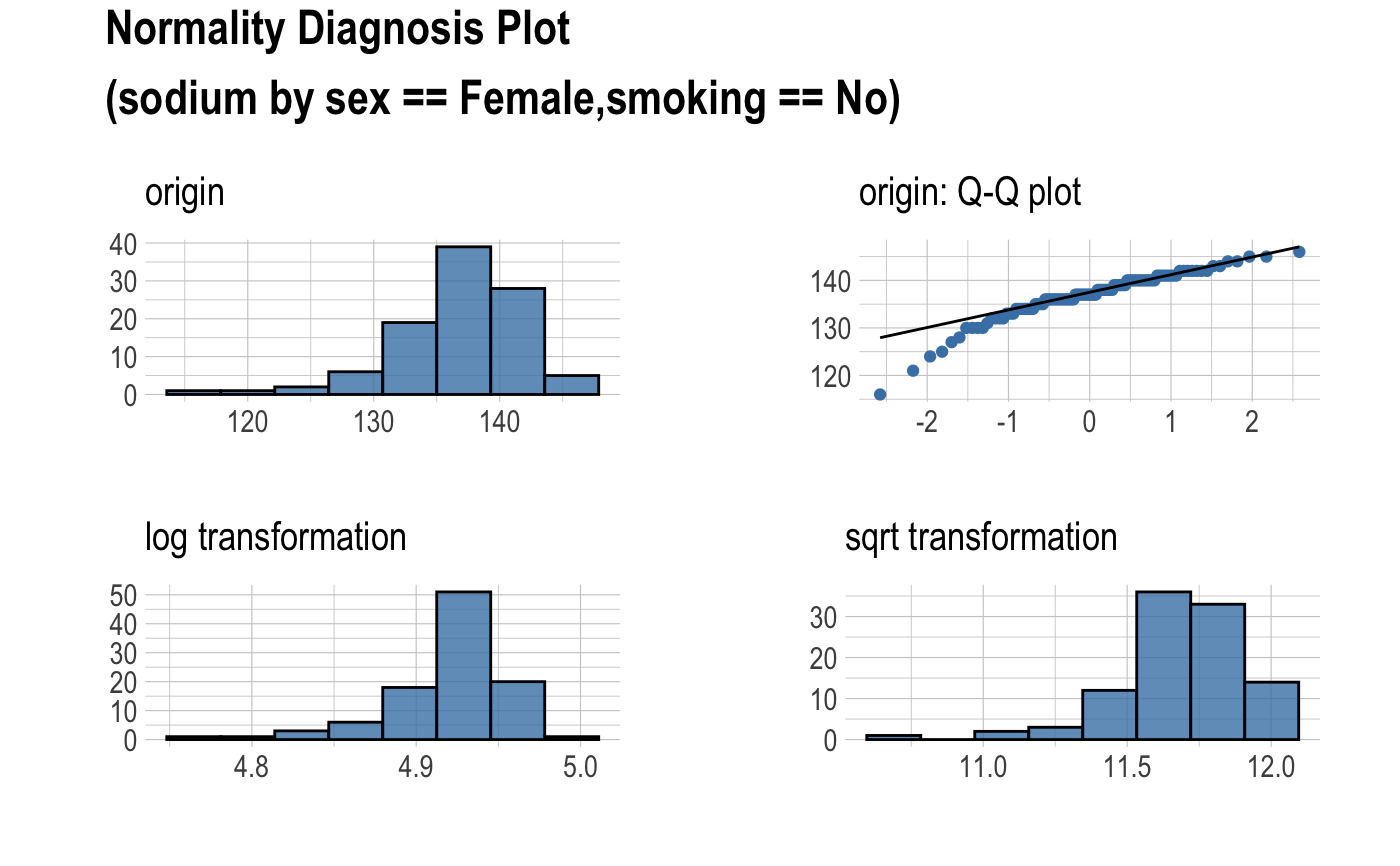 Normality Diagnosis Plot
(sodium by sex == Female,smoking == No)
origin
40
30
20
10
0
120 130 140
origin: Q-Q plot
140
130
120
-2 -1 0 1 2
log transformation
50
40
30
20
10
0
4.8 4.9 5.0
sqrt transformation
30
20
10
0
11.0 11.5 12.0